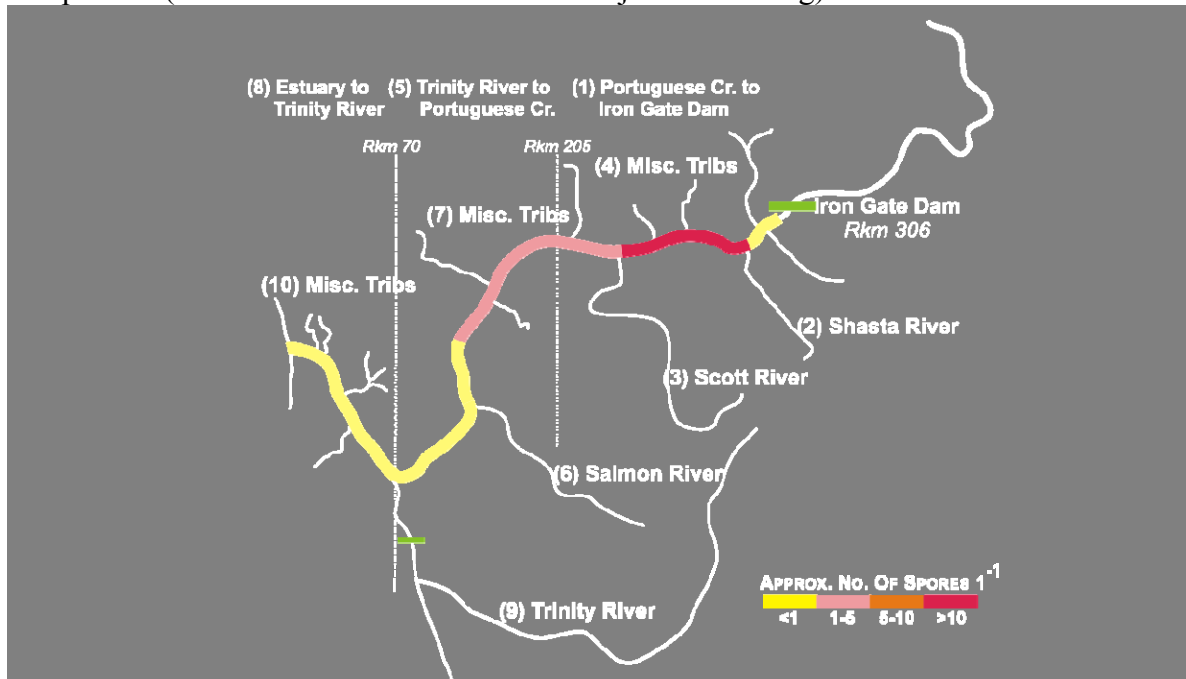 (8) Estuary to
Trinity River
(5) Trinity River to
Portuguese Cr.
(1) Portuguese Cr. to
Iron Gate Dam
Rkm 70
Rkm 205
(4) Misc. Tribs
(7) Misc. Tribs
Iron Gate Dam
Rkm 306
(10) Misc. Tribs
(2) Shasta River
(3) Scott River
(6) Salmon River
(9) Trinity River
APPROX. NO. OF SPORES 1-1
<1 1-5 5-10 >10